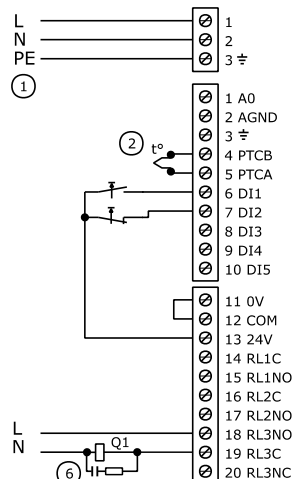 L 1
N 2
PE 3
1
1 A0
2 AGND
3
2 t° 4 PTCB
5 PTCA
6 DI1
7 DI2
8 DI3
9 DI4
10 DI5
11 0V
12 COM
13 24V
14 RL1C
15 RL1NO
16 RL2C
17 RL2NO
L 18 RL3NO
N Q1 19 RL3C
6 20 RL3NC